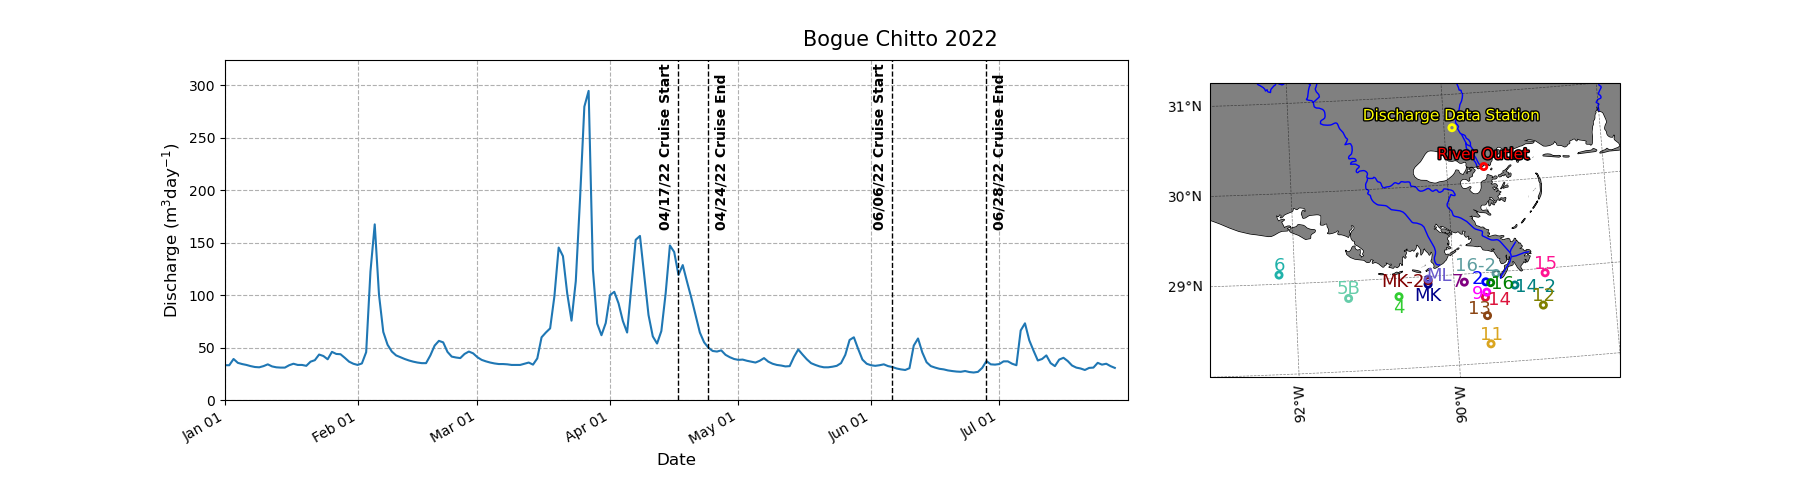 Bogue Chitto 2022
Discharge (m³day⁻¹)
300
250
200
150
100
50
0
04/17/22 Cruise Start
04/24/22 Cruise End
06/06/22 Cruise Start
06/28/22 Cruise End
Jan 01
Feb 01
Mar 01
Apr 01
May 01
Jun 01
Jul 01
Date
31°N
30°N
29°N
92°W
90°W
Discharge Data Station
River Outlet
6
5B
4
MK-2
ML
MK
7
16-2
2
16
14-2
15
12
9
14
13
11